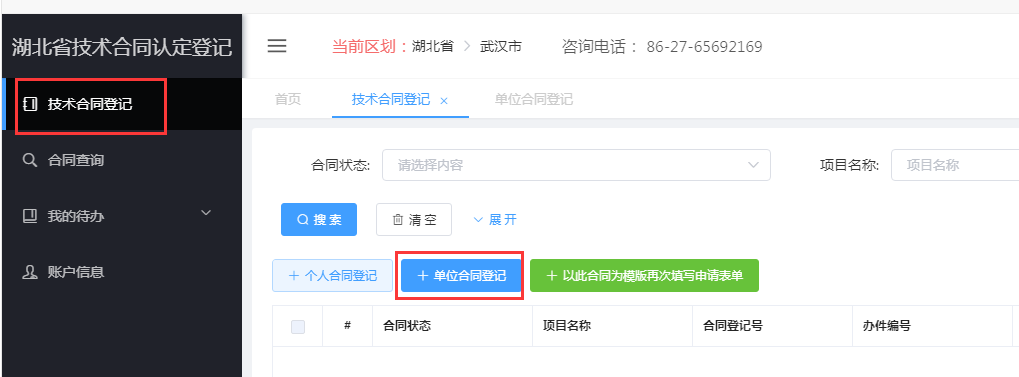 湖北省技术合同认定登记
当前区划：湖北省 > 武汉市 咨询电话： 86-27-65692169
技术合同登记
合同查询
我的待办
账户信息
首页 技术合同登记 × 单位合同登记
合同状态: 请选择内容 项目名称: 项目名称
搜索 清空 展开
+ 个人合同登记 + 单位合同登记 + 以此合同为模版再次填写申请表单
# 合同状态 项目名称 合同登记号 办件编号